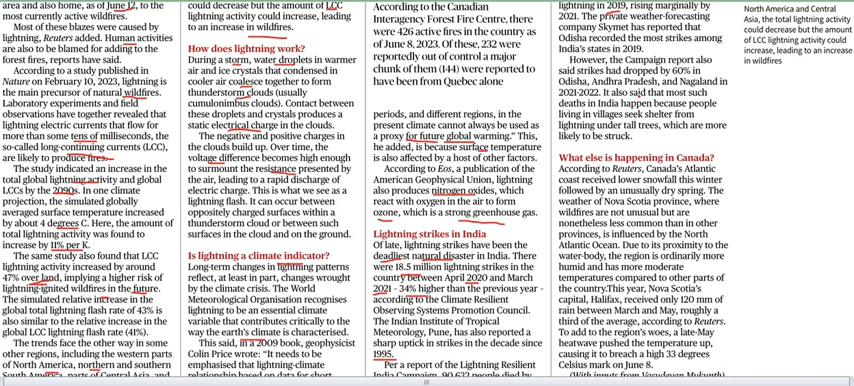 area and also home, as of June 12, to the
most currently active wildfires.
Most of these blazes were caused by
lightning, Reuters added. Human activities
are also to be blamed for adding to the
forest fires, reports have said.
According to a study published in
Nature on February 10, 2023, lightning is
the main precursor of natural wildfires.
Laboratory experiments and field
observations have together revealed that
lightning electric currents that flow for
more than some tens of milliseconds, the
so-called long-continuing currents (LCC),
are likely to produce fires.
The study indicated an increase in the
total global lightning activity and global
LCCs by the 2090s. In one climate
projection, the simulated globally
averaged surface temperature increased
by about 4 degrees C. Here, the amount of
total lightning activity was found to
increase by 11% per K.
The same study also found that LCC
lightning activity increased by around
47% over land, implying a higher risk of
lightning-ignited wildfires in the future.
The simulated relative increase in the
global total lightning flash rate of 43% is
also similar to the relative increase in the
global LCC lightning flash rate (41%).
The trends face the other way in some
other regions, including the western parts
of North America, northern and southern
South America, parts of Central Asia, and
could decrease but the amount of LCC
lightning activity could increase, leading
to an increase in wildfires.
How does lightning work?
During a storm, water droplets in warmer
air and ice crystals that condensed in
cooler air coalesce together to form
thunderstorm clouds (usually
cumulonimbus clouds). Contact between
these droplets and crystals produces a
static electrical charge in the clouds.
The negative and positive charges in
the clouds build up. Over time, the
voltage difference becomes high enough
to surmount the resistance presented by
the air, leading to a rapid discharge of
electric charge. This is what we see as a
lightning flash. It can occur between
oppositely charged surfaces within a
thundercloud or between such
surfaces in the cloud and on the ground.
Is lightning a climate indicator?
Long-term changes in lightning patterns
reflect, at least in part, changes wrought
by the climate crisis. The World
Meteorological Organisation recognises
lightning to be an essential climate
variable that contributes critically to the
way the earth's climate is characterised.
This said, in a 2009 book, geophysicist
Colin Price wrote: "It needs to be
emphasised that lightning-climate
relationship based on data for short
According to the Canadian
Interagency Forest Fire Centre, there
were 426 active fires in the country as
of June 8, 2023. Of these, 232 were
reportedly out of control a major
chunk of them (144) were reported to
have been from Quebec alone
periods, and different regions, in the
present climate cannot always be used as
a proxy for future global warming." This,
he added, is because surface temperature
is also affected by a host of other factors.
According to Eos, a publication of the
American Geophysical Union, lightning
also produces nitrogen oxides, which
react with oxygen in the air to form
ozone, which is a strong greenhouse gas.
Lightning strikes in India
Of late, lightning strikes have been the
deadliest natural disaster in India. There
were 18.5 million lightning strikes in the
country between April 2020 and March
2021 - 34% higher than the previous year -
according to the Climate Resilient
Observing Systems Promotion Council.
The Indian Institute of Tropical
Meteorology, Pune, has also reported a
sharp uptick in strikes in the decade since
1995.
Per a report of the Lightning Resilient
India Campaign, 90,632 people died by
lightning in 2019, rising marginally by
2021. The private weather-forecasting
company Skymet has reported that
Odisha recorded the most strikes among
India's states in 2019.
However, the Campaign report also
said strikes had dropped by 60% in
Odisha, Andhra Pradesh, and Nagaland in
2021-2022. It also said that most such
deaths in India happen because people
living in villages seek shelter from
lightning under tall trees, which are more
likely to be struck.
What else is happening in Canada?
According to Reuters, Canada's Atlantic
coast received lower snowfall this winter
followed by an unusually dry spring. The
weather of Nova Scotia province, where
wildfires are not unusual but are
nonetheless less common than in other
provinces, is influenced by the North
Atlantic Ocean. Due to its proximity to the
water-body, the region is ordinarily more
humid and has more moderate
temperatures compared to other parts of
the country.This year, Nova Scotia's
capital, Halifax, received only 120 mm of
rain between March and May, roughly a
third of the average, according to Reuters.
To add to the region's woes, a late-May
heatwave pushed the temperature up,
causing it to breach a high 33 degrees
Celsius mark on June 8.
(With inputs from Vasudevan Mukunth)
North America and Central
Asia, the total lightning activity
could decrease but the amount
of LCC lightning activity could
increase, leading to an increase
in wildfires